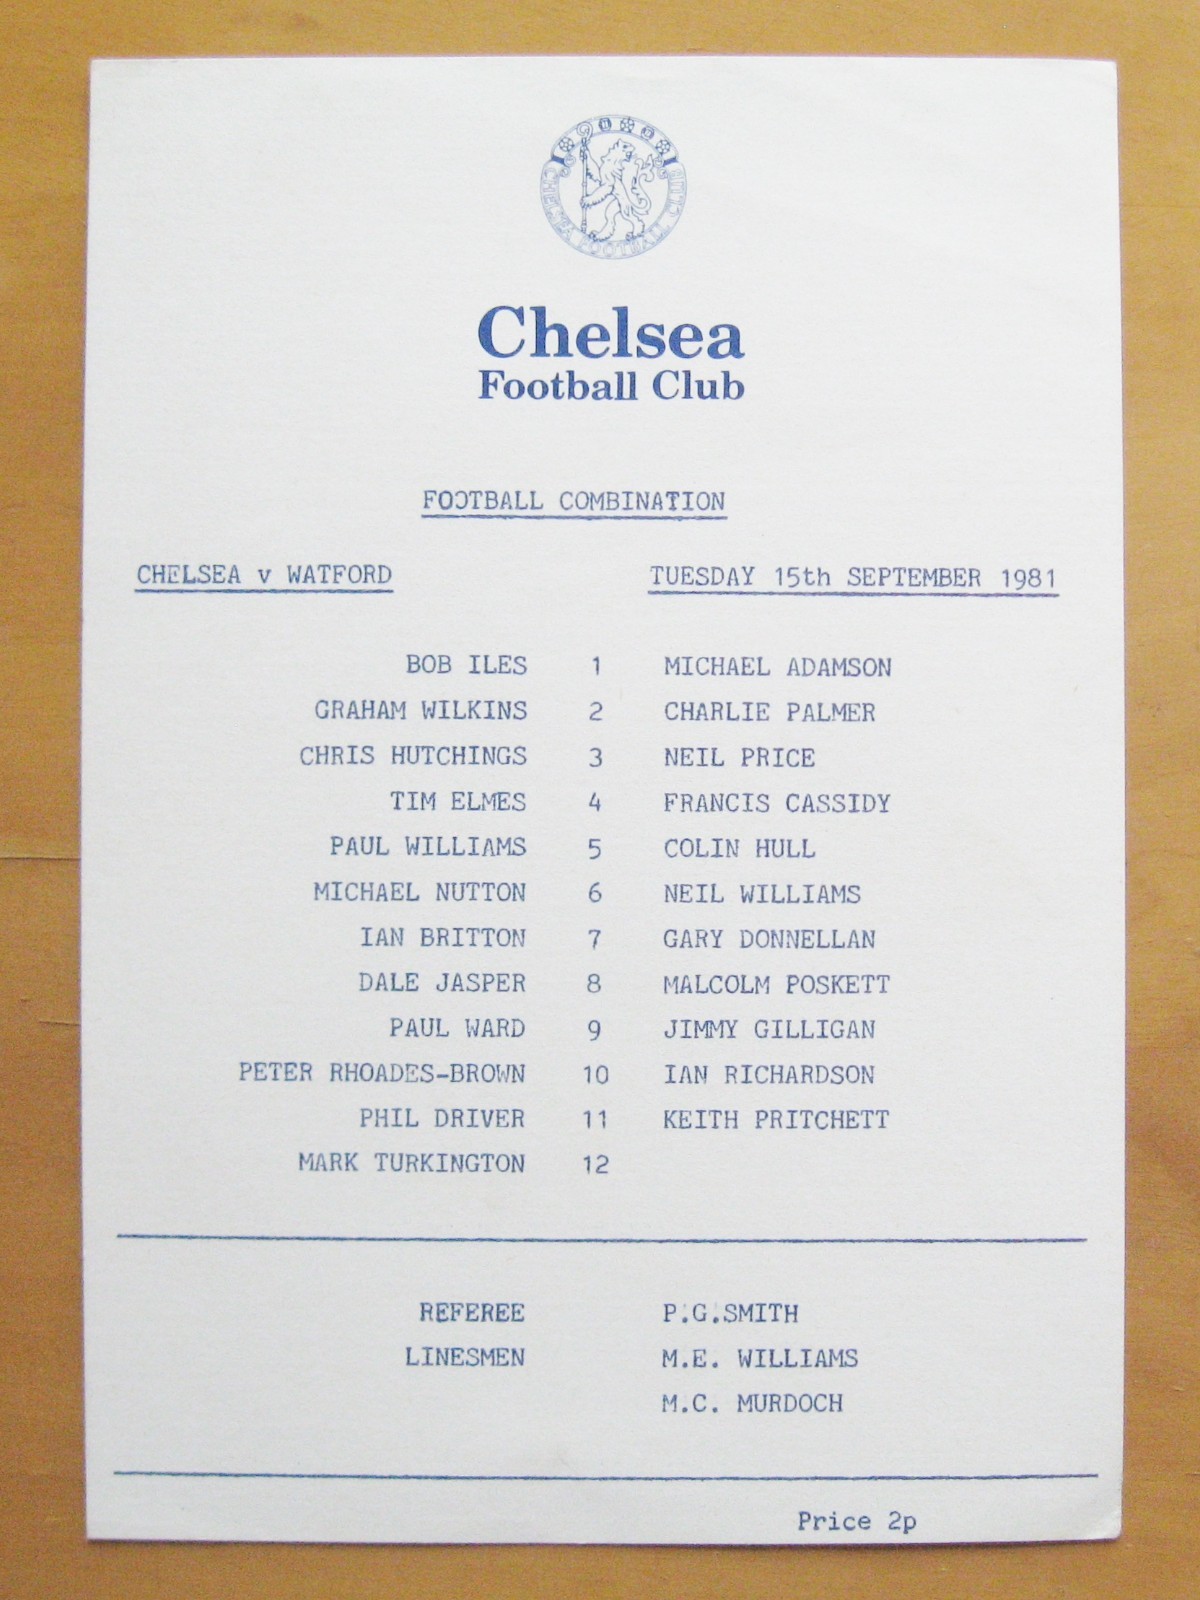 CHELSEA FOOTBALL CLUB
Chelsea
Football Club
FOOTBALL COMBINATION
CHELSEA v WATFORD TUESDAY 15th SEPTEMBER 1981
BOB ILES 1 MICHAEL ADAMSON
GRAHAM WILKINS 2 CHARLIE PALMER
CHRIS HUTCHINGS 3 NEIL PRICE
TIM ELMES 4 FRANCIS CASSIDY
PAUL WILLIAMS 5 COLIN HULL
MICHAEL NUTTON 6 NEIL WILLIAMS
IAN BRITTON 7 GARY DONNELLAN
DALE JASPER 8 MALCOLM POSKETT
PAUL WARD 9 JIMMY GILLIGAN
PETER RHOADES-BROWN 10 IAN RICHARDSON
PHIL DRIVER 11 KEITH PRITCHETT
MARK TURKINGTON 12
REFEREE P.G.SMITH
LINESMEN M.E. WILLIAMS
M.C. MURDOCH
Price 2p